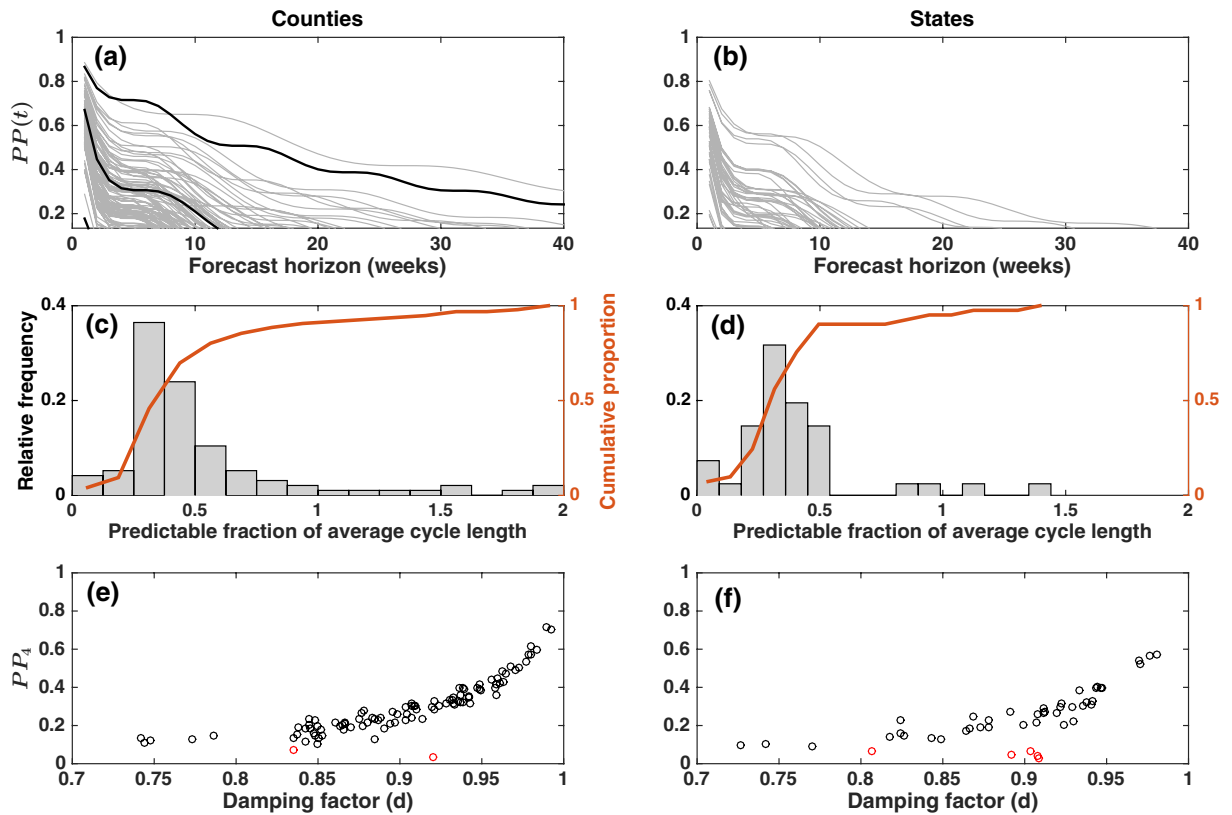 Counties
States
(a)
(b)
PP(t)
1
0.8
0.6
0.4
0.2
0 10 20 30 40
Forecast horizon (weeks)
1
0.8
0.6
0.4
0.2
0 10 20 30 40
Forecast horizon (weeks)
(c)
Relative frequency
0.4
0.2
0
1
0.5
0
Cumulative proportion
0 0.5 1 1.5 2
Predictable fraction of average cycle length
(d)
0.4
0.2
0
1
0.5
0
0 0.5 1 1.5 2
Predictable fraction of average cycle length
(e)
PP4
1
0.8
0.6
0.4
0.2
0
0.7 0.75 0.8 0.85 0.9 0.95 1
Damping factor (d)
(f)
1
0.8
0.6
0.4
0.2
0
0.7 0.75 0.8 0.85 0.9 0.95 1
Damping factor (d)